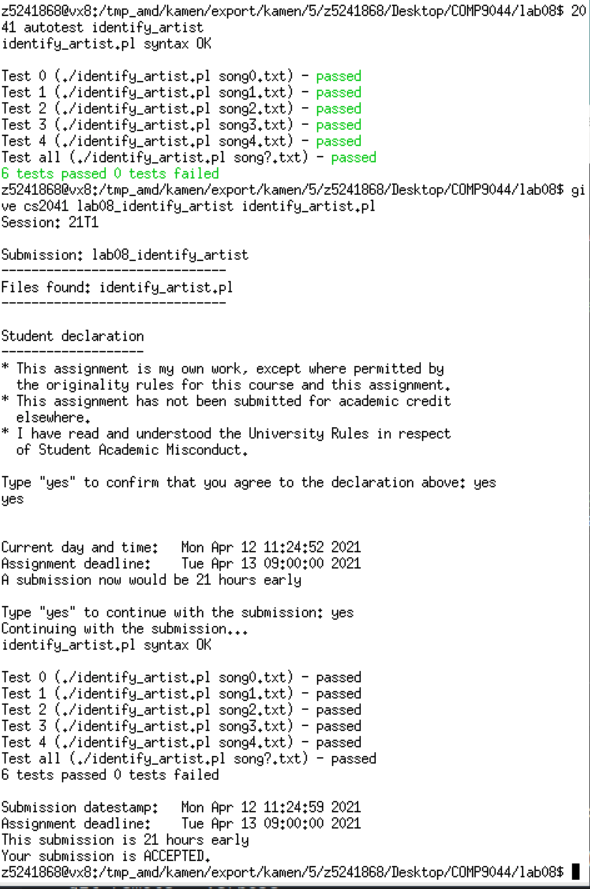 z5241868@vx8:/tmp_amd/kamen/export/kamen/5/z5241868/Desktop/COMP9044/lab08$ 20
41 autotest identify_artist
identify_artist.pl syntax OK
Test 0 (./identify_artist.pl song0.txt) - passed
Test 1 (./identify_artist.pl song1.txt) - passed
Test 2 (./identify_artist.pl song2.txt) - passed
Test 3 (./identify_artist.pl song3.txt) - passed
Test 4 (./identify_artist.pl song4.txt) - passed
Test all (./identify_artist.pl song?.txt) - passed
6 tests passed 0 tests failed
z5241868@vx8:/tmp_amd/kamen/export/kamen/5/z5241868/Desktop/COMP9044/lab08$ gi
ve cs2041 lab08_identify_artist identify_artist.pl
Session: 21T1
Submission: lab08_identify_artist
------------------------------
Files found: identify_artist.pl
------------------------------
Student declaration
-------------------
* This assignment is my own work, except where permitted by
the originality rules for this course and this assignment.
* This assignment has not been submitted for academic credit
elsewhere.
* I have read and understood the University Rules in respect
of Student Academic Misconduct.
Type "yes" to confirm that you agree to the declaration above: yes
yes
Current day and time: Mon Apr 12 11:24:52 2021
Assignment deadline: Tue Apr 13 09:00:00 2021
A submission now would be 21 hours early
Type "yes" to continue with the submission: yes
Continuing with the submission...
identify_artist.pl syntax OK
Test 0 (./identify_artist.pl song0.txt) - passed
Test 1 (./identify_artist.pl song1.txt) - passed
Test 2 (./identify_artist.pl song2.txt) - passed
Test 3 (./identify_artist.pl song3.txt) - passed
Test 4 (./identify_artist.pl song4.txt) - passed
Test all (./identify_artist.pl song?.txt) - passed
6 tests passed 0 tests failed
Submission datestamp: Mon Apr 12 11:24:59 2021
Assignment deadline: Tue Apr 13 09:00:00 2021
This submission is 21 hours early
Your submission is ACCEPTED.
z5241868@vx8:/tmp_amd/kamen/export/kamen/5/z5241868/Desktop/COMP9044/lab08$